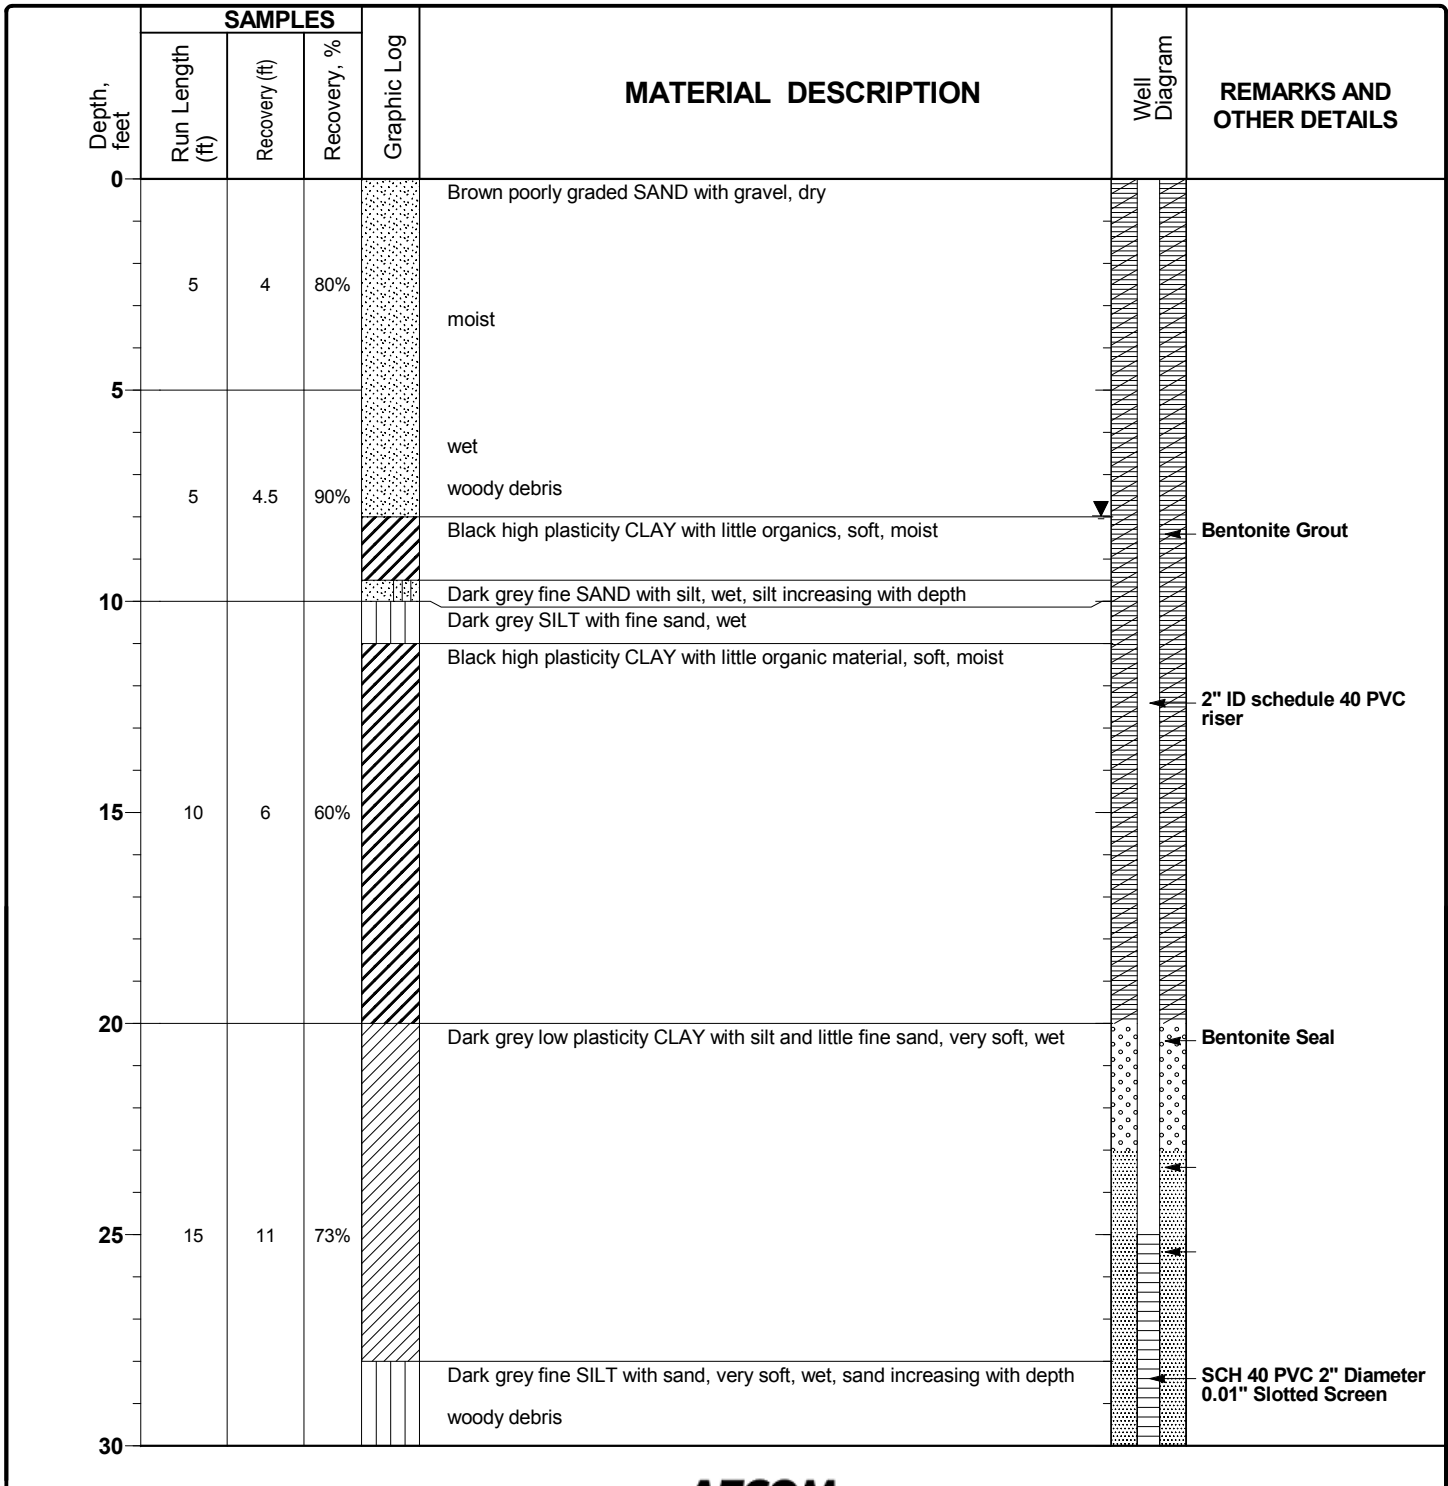 SAMPLES
Depth,
feet
Run Length
(ft)
Recovery (ft)
Recovery, %
Graphic Log
MATERIAL DESCRIPTION
Well
Diagram
REMARKS AND
OTHER DETAILS
0
Brown poorly graded SAND with gravel, dry
5 4 80%
moist
5
wet
woody debris
5 4.5 90%
Black high plasticity CLAY with little organics, soft, moist
Bentonite Grout
Dark grey fine SAND with silt, wet, silt increasing with depth
10
Dark grey SILT with fine sand, wet
Black high plasticity CLAY with little organic material, soft, moist
2" ID schedule 40 PVC
riser
15
10 6 60%
20
Dark grey low plasticity CLAY with silt and little fine sand, very soft, wet
Bentonite Seal
25
15 11 73%
Dark grey fine SILT with sand, very soft, wet, sand increasing with depth
SCH 40 PVC 2" Diameter
0.01" Slotted Screen
woody debris
30